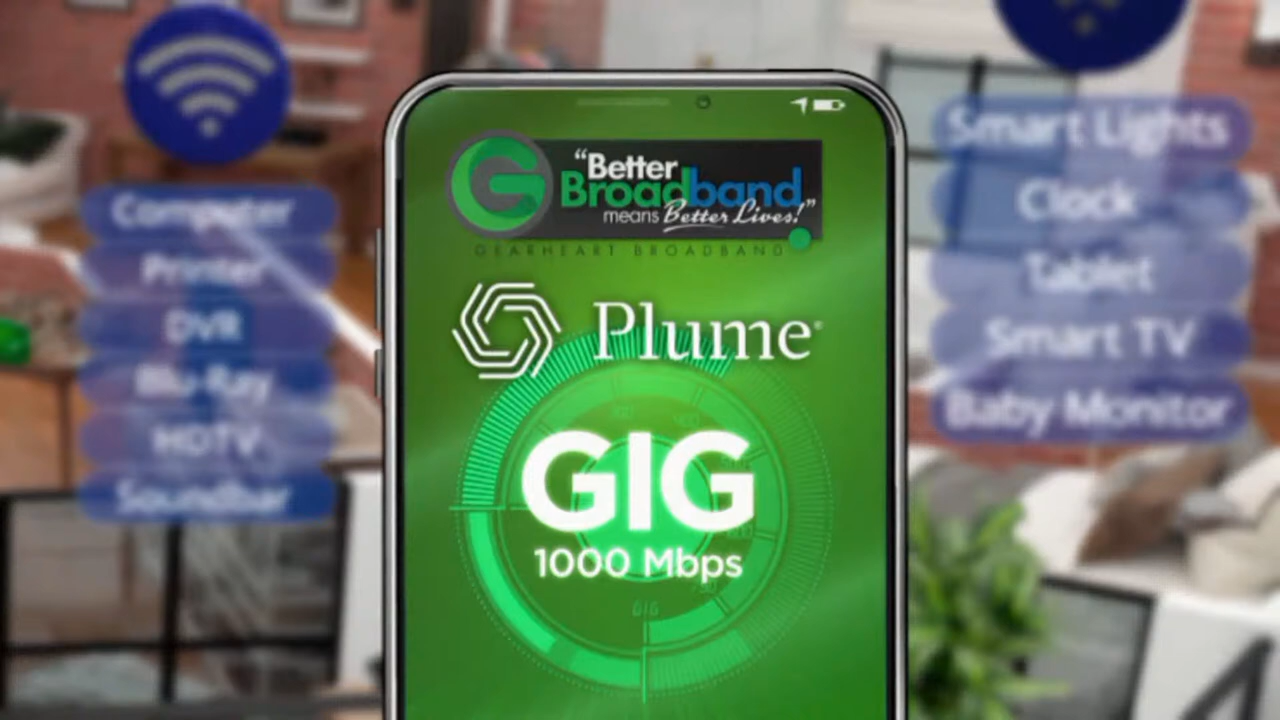 "Better
Broadband
means Better Lives!"
GEARHEART BROADBAND
Plume
GIG
1000 Mbps
GIG
Computer
Printer
DVR
Blu-Ray
HDTV
Soundbar
Smart Lights
Clock
Tablet
Smart TV
Baby Monitor